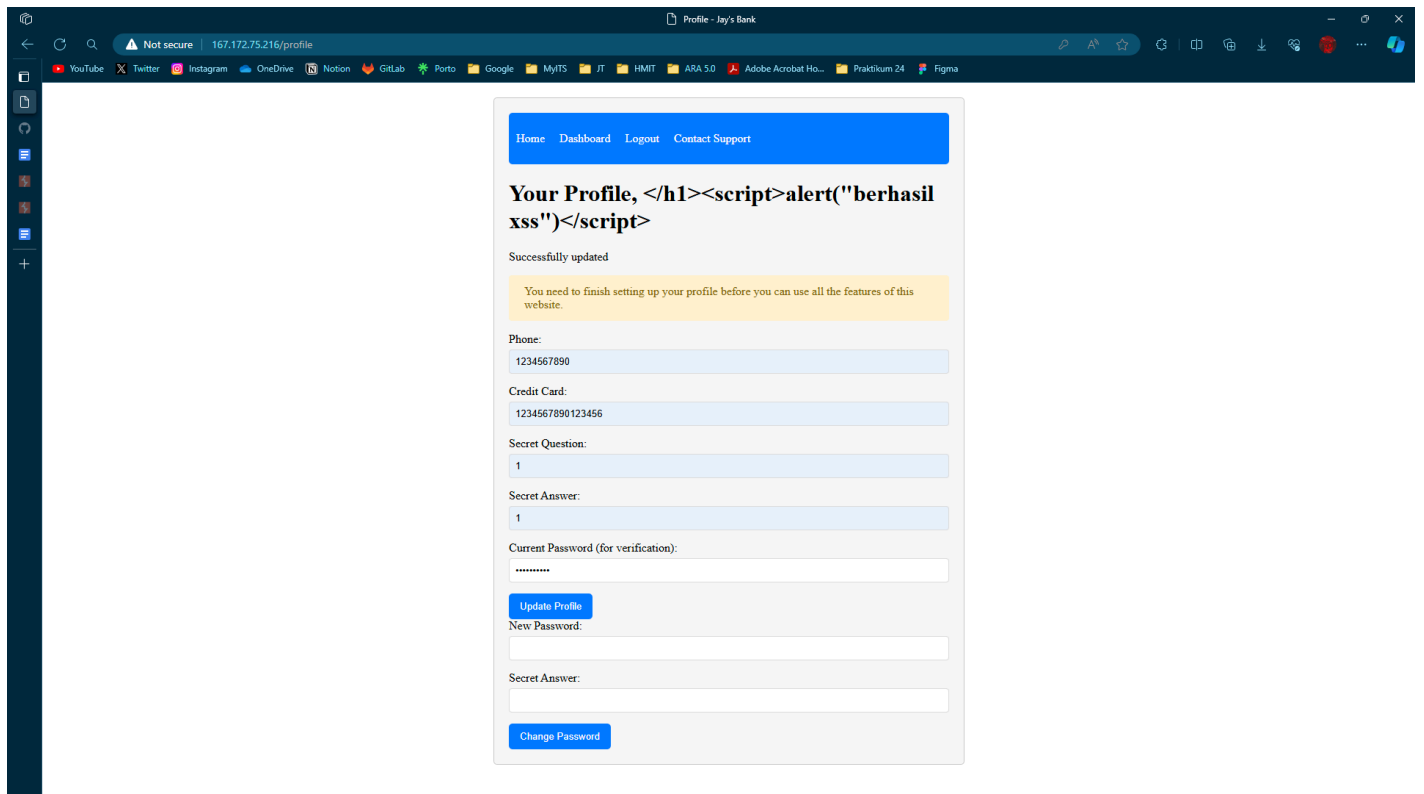 Profile - Jay's Bank
Not secure 167.172.75.216/profile
YouTube Twitter Instagram OneDrive Notion GitLab Porto Google MyITS JT HMIT ARA 5.0 Adobe Acrobat Ho... Praktikum 24 Figma
Home Dashboard Logout Contact Support
Your Profile, </h1><script>alert("berhasil
xss")</script>
Successfully updated
You need to finish setting up your profile before you can use all the features of this
website.
Phone:
1234567890
Credit Card:
1234567890123456
Secret Question:
1
Secret Answer:
1
Current Password (for verification):
••••••••••
Update Profile
New Password:
Secret Answer:
Change Password